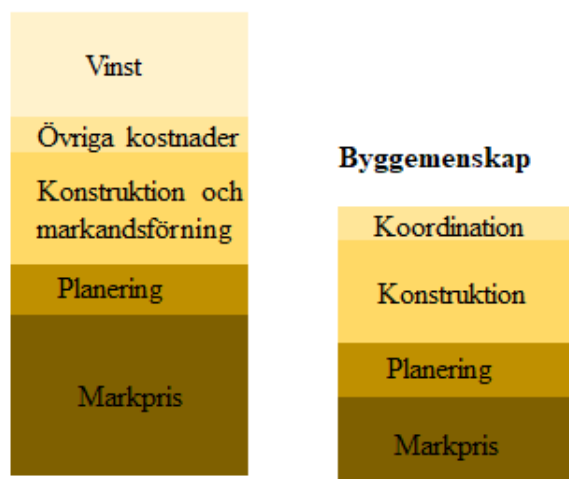 Vinst
Övriga kostnader
Konstruktion och
markandsförning
Planering
Markpris
Byggemenskap
Koordination
Konstruktion
Planering
Markpris